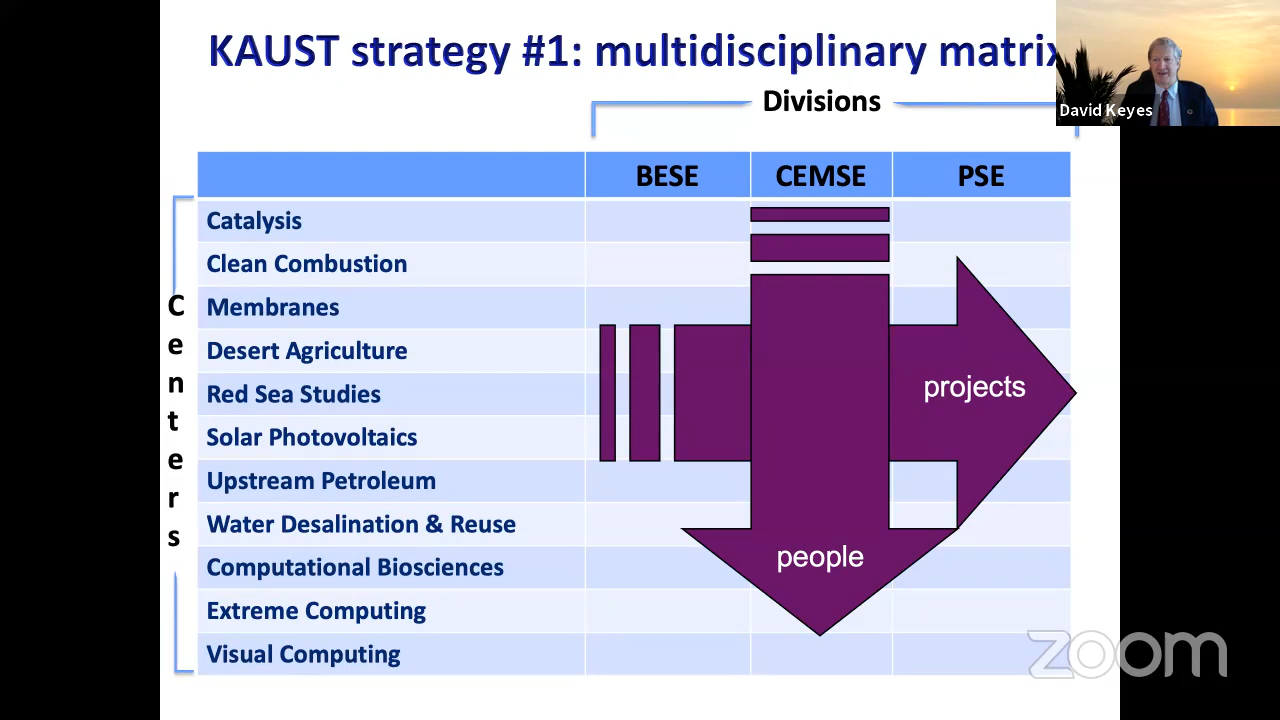 KAUST strategy #1: multidisciplinary matrix
David Keyes
Divisions
BESE CEMSE PSE
Centers
Catalysis
Clean Combustion
Membranes
Desert Agriculture
Red Sea Studies
Solar Photovoltaics
Upstream Petroleum
Water Desalination & Reuse
Computational Biosciences
Extreme Computing
Visual Computing
projects
people
zoom